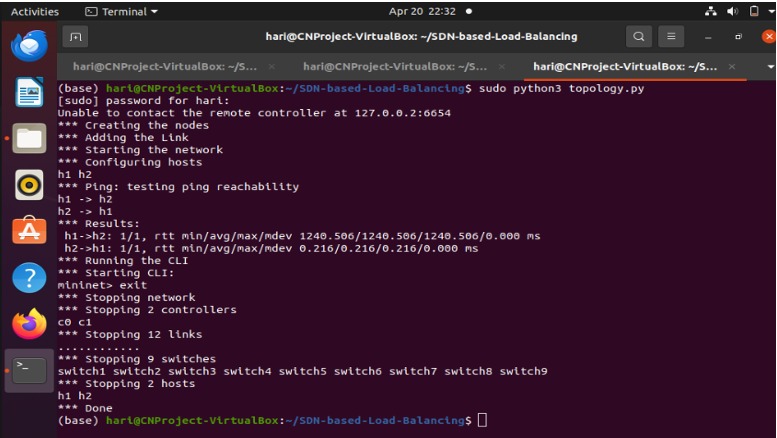 Activities
Terminal
Apr 20 22:32
hari@CNProject-VirtualBox: ~/SDN-based-Load-Balancing
hari@CNProject-VirtualBox: ~/S...
hari@CNProject-VirtualBox: ~/S...
hari@CNProject-VirtualBox: ~/S...
(base) hari@CNProject-VirtualBox:~/SDN-based-Load-Balancing$ sudo python3 topology.py
[sudo] password for hari:
Unable to contact the remote controller at 127.0.0.2:6654
*** Creating the nodes
*** Adding the Link
*** Starting the network
*** Configuring hosts
h1 h2
*** Ping: testing ping reachability
h1 -> h2
h2 -> h1
*** Results:
h1->h2: 1/1, rtt min/avg/max/mdev 1240.506/1240.506/1240.506/0.000 ms
h2->h1: 1/1, rtt min/avg/max/mdev 0.216/0.216/0.216/0.000 ms
*** Running the CLI
*** Starting CLI:
mininet> exit
*** Stopping network
*** Stopping 2 controllers
c0 c1
*** Stopping 12 links
............
*** Stopping 9 switches
switch1 switch2 switch3 switch4 switch5 switch6 switch7 switch8 switch9
*** Stopping 2 hosts
h1 h2
*** Done
(base) hari@CNProject-VirtualBox:~/SDN-based-Load-Balancing$